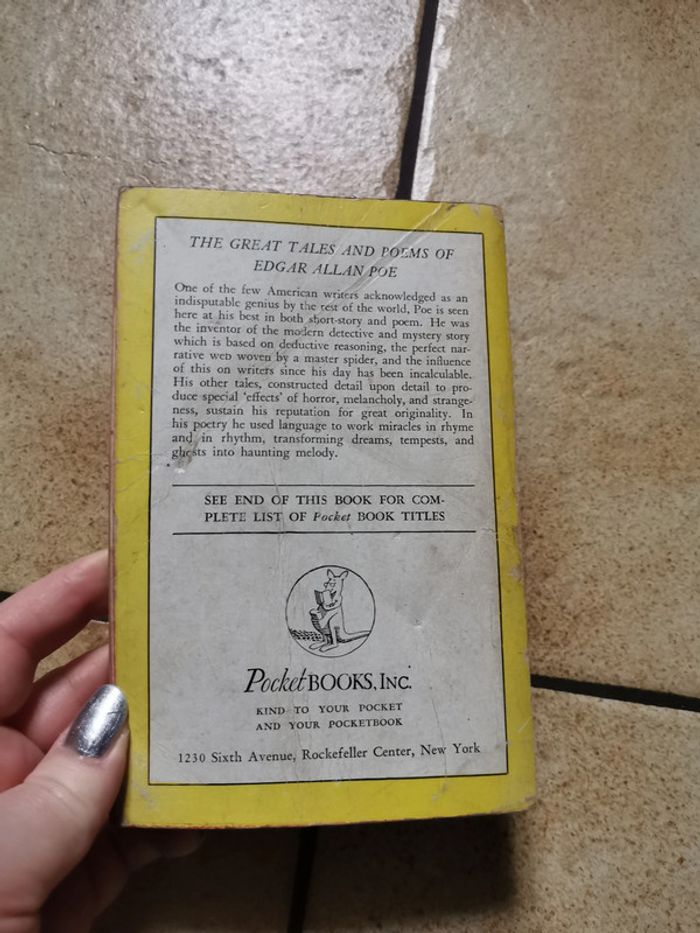 THE GREAT TALES AND POEMS OF
EDGAR ALLAN POE
One of the few American writers acknowledged as an
indisputable genius by the rest of the world, Poe is seen
here at his best in both short-story and poem. He was
the inventor of the modern detective and mystery story
which is based on deductive reasoning, the perfect nar-
rative web woven by a master spider, and the influence
of this on writers since his day has been incalculable.
His other tales, constructed detail upon detail to pro-
duce special 'effects' of horror, melancholy, and strange-
ness, sustain his reputation for great originality. In
his poetry he used language to work miracles in rhyme
and in rhythm, transforming dreams, tempests, and
ghosts into haunting melody.
SEE END OF THIS BOOK FOR COM-
PLETE LIST OF Pocket BOOK TITLES
Pocket BOOKS, INC.
KIND TO YOUR POCKET
AND YOUR POCKETBOOK
1230 Sixth Avenue, Rockefeller Center, New York